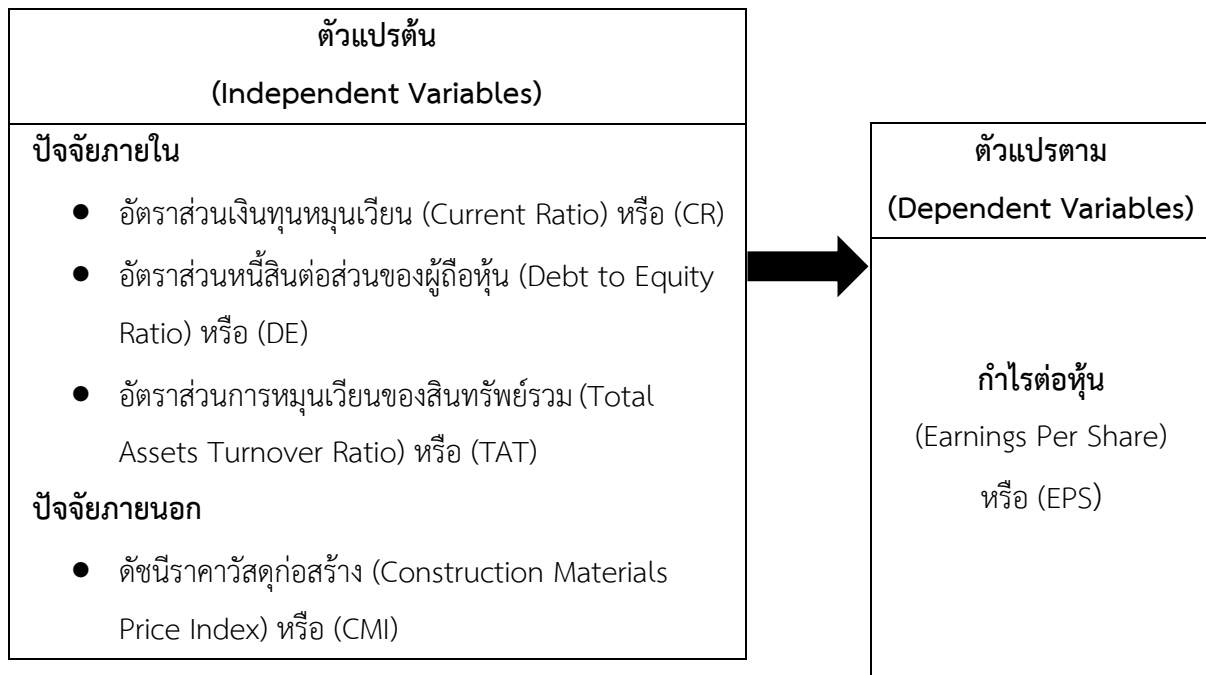 ตัวแปรต้น
(Independent Variables)
ปัจจัยภายใน
● อัตราส่วนเงินทุนหมุนเวียน (Current Ratio) หรือ (CR)
● อัตราส่วนหนี้สินต่อส่วนของผู้ถือหุ้น (Debt to Equity
Ratio) หรือ (DE)
● อัตราส่วนการหมุนเวียนของสินทรัพย์รวม (Total
Assets Turnover Ratio) หรือ (TAT)
ปัจจัยภายนอก
● ดัชนีราคาวัสดุก่อสร้าง (Construction Materials
Price Index) หรือ (CMI)
ตัวแปรตาม
(Dependent Variables)
กำไรต่อหุ้น
(Earnings Per Share)
หรือ (EPS)